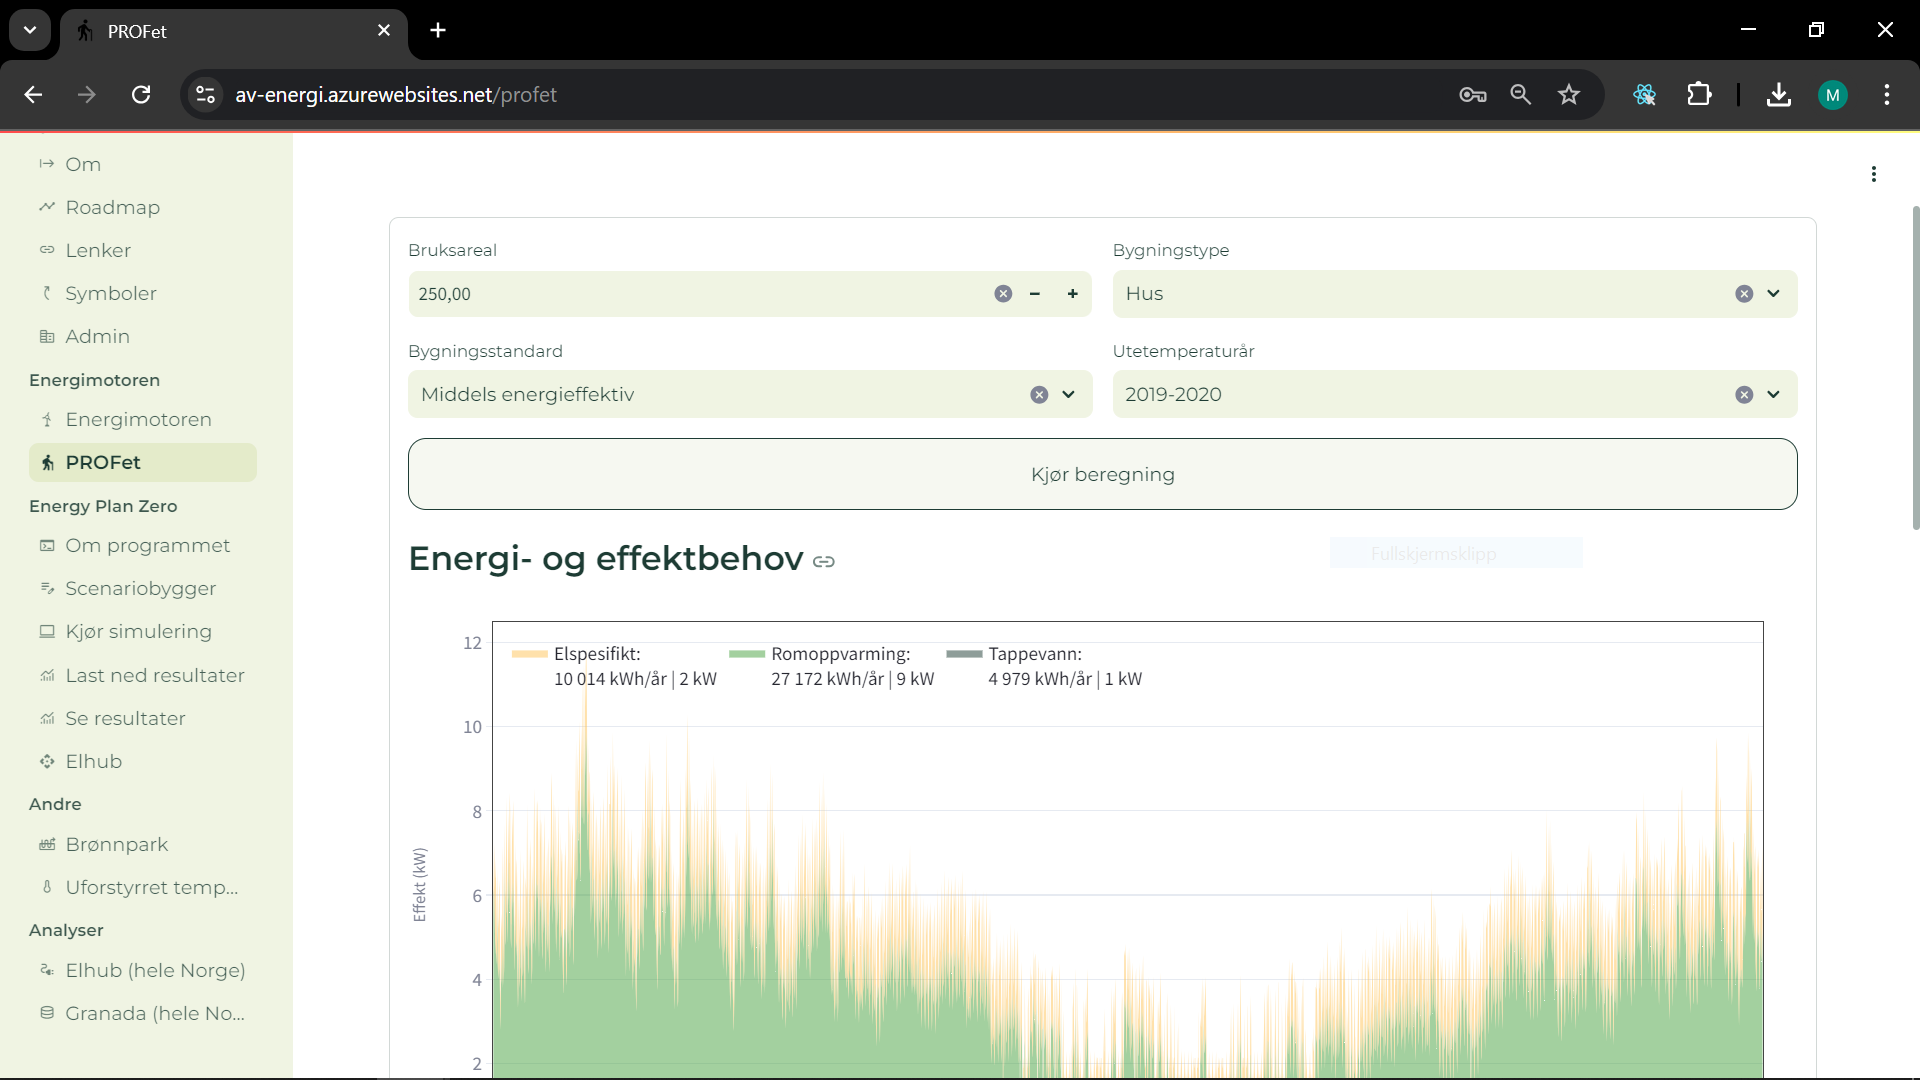 PROFet
av-energi.azurewebsites.net/profet
M
Om
Roadmap
Lenker
Symboler
Admin
Energimotoren
Energimotoren
PROFet
Energy Plan Zero
Om programmet
Scenariobygger
Kjør simulering
Last ned resultater
Se resultater
Elhub
Andre
Brønnpark
Uforstyrret temp...
Analyser
Elhub (hele Norge)
Granada (hele No...
Bruksareal
250,00
Bygningstype
Hus
Bygningsstandard
Middels energieffektiv
Utetemperaturår
2019-2020
Kjør beregning
Energi- og effektbehov
Fullskjermsklipp
Elspesifikt:
10 014 kWh/år | 2 kW
Romoppvarming:
27 172 kWh/år | 9 kW
Tappevann:
4 979 kWh/år | 1 kW
Effekt (kW)
12
10
8
6
4
2